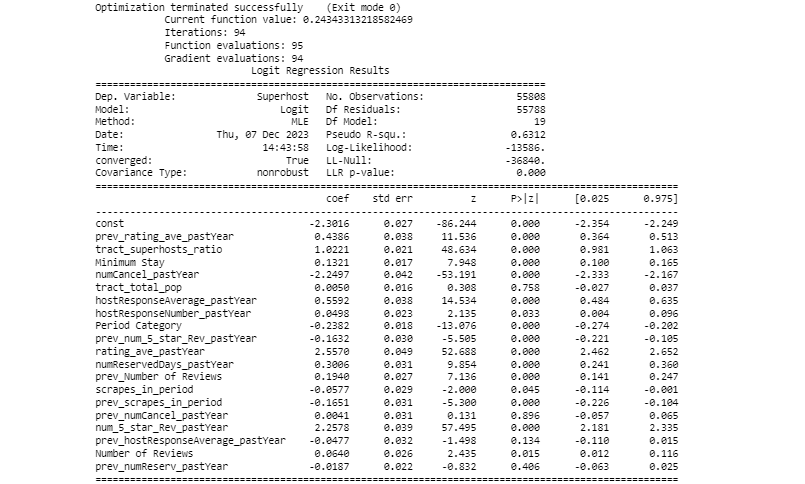 Optimization terminated successfully    (Exit mode 0)
            Current function value: 0.24343313218582469
            Iterations: 94
            Function evaluations: 95
            Gradient evaluations: 94
                           Logit Regression Results
==============================================================================
Dep. Variable:              Superhost   No. Observations:                55808
Model:                          Logit   Df Residuals:                    55788
Method:                           MLE   Df Model:                           19
Date:                Thu, 07 Dec 2023   Pseudo R-squ.:                  0.6312
Time:                        14:43:58   Log-Likelihood:                -13586.
converged:                       True   LL-Null:                       -36840.
Covariance Type:            nonrobust   LLR p-value:                     0.000
=====================================================================================================
                                        coef    std err          z      P>|z|      [0.025      0.975]
-----------------------------------------------------------------------------------------------------
const                                -2.3016      0.027    -86.244      0.000      -2.354      -2.249
prev_rating_ave_pastYear              0.4386      0.038     11.536      0.000       0.364       0.513
tract_superhosts_ratio                1.0221      0.021     48.634      0.000       0.981       1.063
Minimum Stay                          0.1321      0.017      7.948      0.000       0.100       0.165
numCancel_pastYear                   -2.2497      0.042    -53.191      0.000      -2.333      -2.167
tract_total_pop                       0.0050      0.016      0.308      0.758      -0.027       0.037
hostResponseAverage_pastYear          0.5592      0.038     14.534      0.000       0.484       0.635
hostResponseNumber_pastYear           0.0498      0.023      2.135      0.033       0.004       0.096
Period Category                      -0.2382      0.018    -13.076      0.000      -0.274      -0.202
prev_num_5_star_Rev_pastYear         -0.1632      0.030     -5.505      0.000      -0.221      -0.105
rating_ave_pastYear                   2.5570      0.049     52.688      0.000       2.462       2.652
numReservedDays_pastYear              0.3006      0.031      9.854      0.000       0.241       0.360
prev_Number of Reviews                0.1940      0.027      7.136      0.000       0.141       0.247
scrapes_in_period                    -0.0577      0.029     -2.000      0.045      -0.114      -0.001
prev_scrapes_in_period               -0.1651      0.031     -5.300      0.000      -0.226      -0.104
prev_numCancel_pastYear               0.0041      0.031      0.131      0.896      -0.057       0.065
num_5_star_Rev_pastYear               2.2578      0.039     57.495      0.000       2.181       2.335
prev_hostResponseAverage_pastYear    -0.0477      0.032     -1.498      0.134      -0.110       0.015
Number of Reviews                     0.0640      0.026      2.435      0.015       0.012       0.116
prev_numReserv_pastYear              -0.0187      0.022     -0.832      0.406      -0.063       0.025
=====================================================================================================